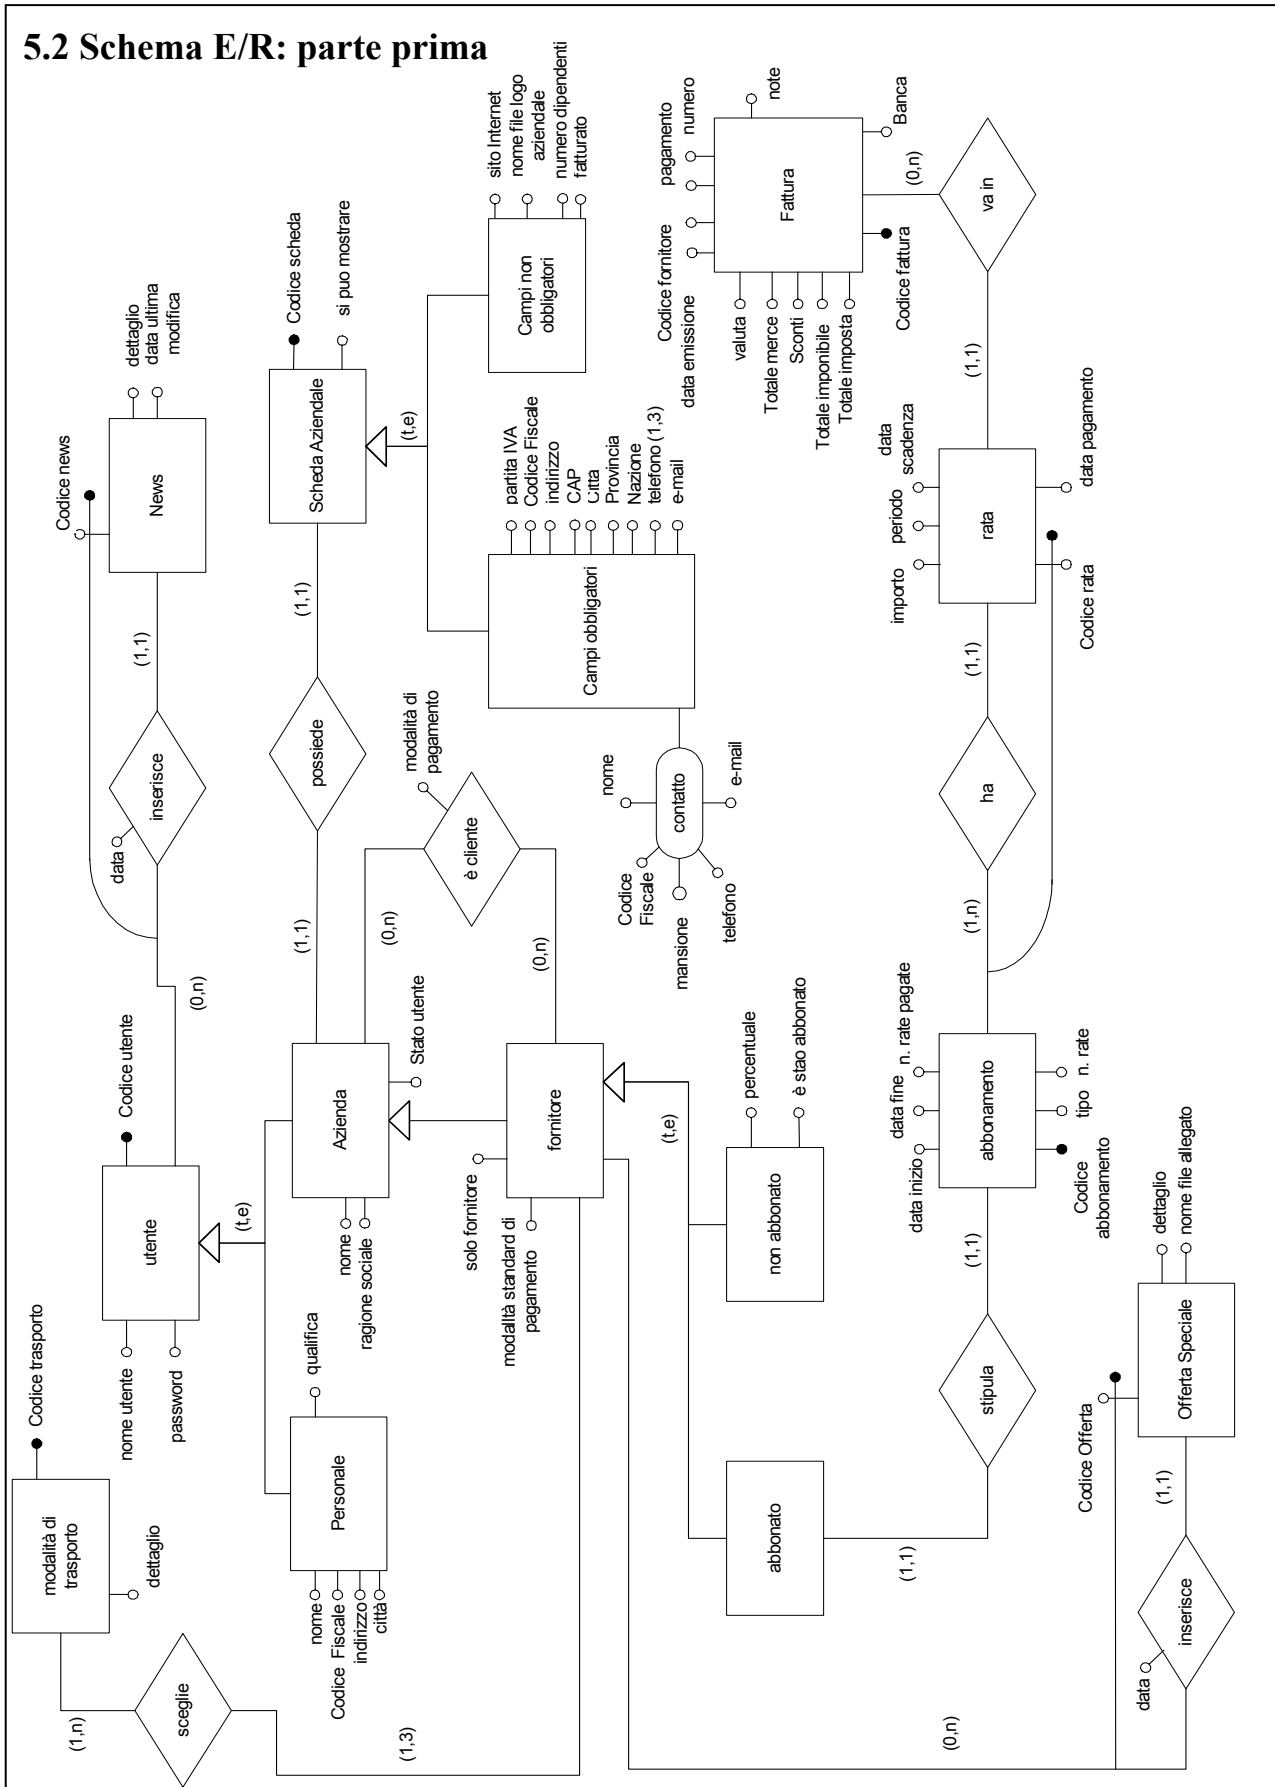 5.2 Schema E/R: parte prima
Codice news
dettaglio
data ultima
modifica
News
(1,1)
inserisce
data
(0,n)
Codice utente
utente
nome utente
password
(t,e)
Codice trasporto
modalità di
trasporto
dettaglio
(1,n)
sceglie
(1,3)
Codice scheda
si puo mostrare
Scheda Aziendale
(t,e)
(1,1)
possiede
(1,1)
Stato utente
Azienda
nome
ragione sociale
qualifica
Personale
nome
Codice Fiscale
indirizzo
città
sito Internet
nome file logo
aziendale
numero dipendenti
fatturato
Campi non
obbligatori
partita IVA
Codice Fiscale
indirizzo
CAP
Citta
Provincia
Nazione
telefono (1,3)
e-mail
Campi obbligatori
modalità di
pagamento
è cliente
(0,n)
(0,n)
nome
contatto
e-mail
Codice
Fiscale
mansione
telefono
fornitore
solo fornitore
modalità standard di
pagamento
(t,e)
percentuale
è stao abbonato
non abbonato
abbonato
(1,1)
note
numero
pagamento
Banca
Fattura
Codice fornitore
data emissione
Codice fattura
valuta
Totale merce
Sconti
Totale imponibile
Totale imposta
(0,n)
va in
(1,1)
data
scadenza
periodo
importo
rata
data pagamento
Codice rata
(1,1)
ha
(1,n)
n. rate pagate
data fine
data inizio
abbonamento
n. rate
tipo
Codice
abbonamento
(1,1)
stipula
dettaglio
nome file allegato
Offerta Speciale
Codice Offerta
(1,1)
inserisce
data
(0,n)